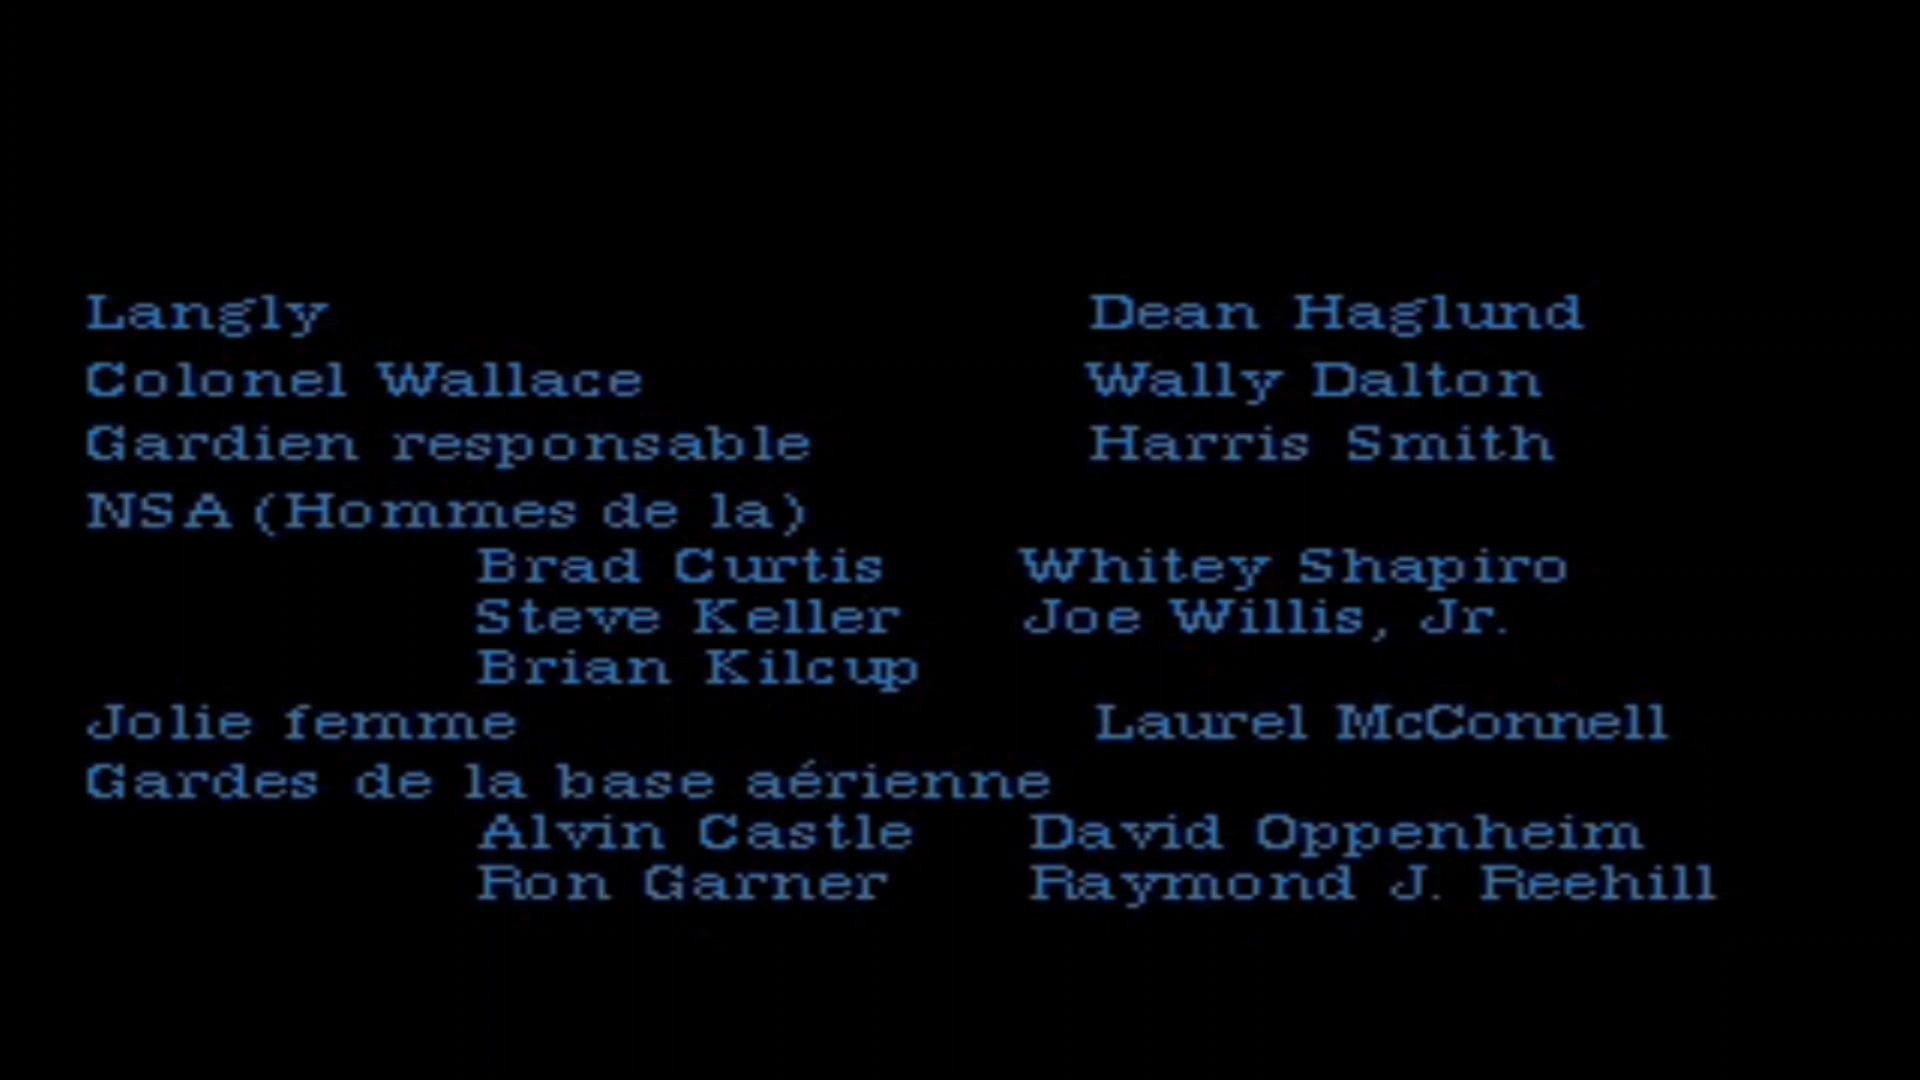 Langly Dean Haglund
Colonel Wallace Wally Dalton
Gardien responsable Harris Smith
NSA (Hommes de la)
Brad Curtis Whitey Shapiro
Steve Keller Joe Willis, Jr.
Brian Kilcup
Jolie femme Laurel McConnell
Gardes de la base aérienne
Alvin Castle David Oppenheim
Ron Garner Raymond J. Reehill